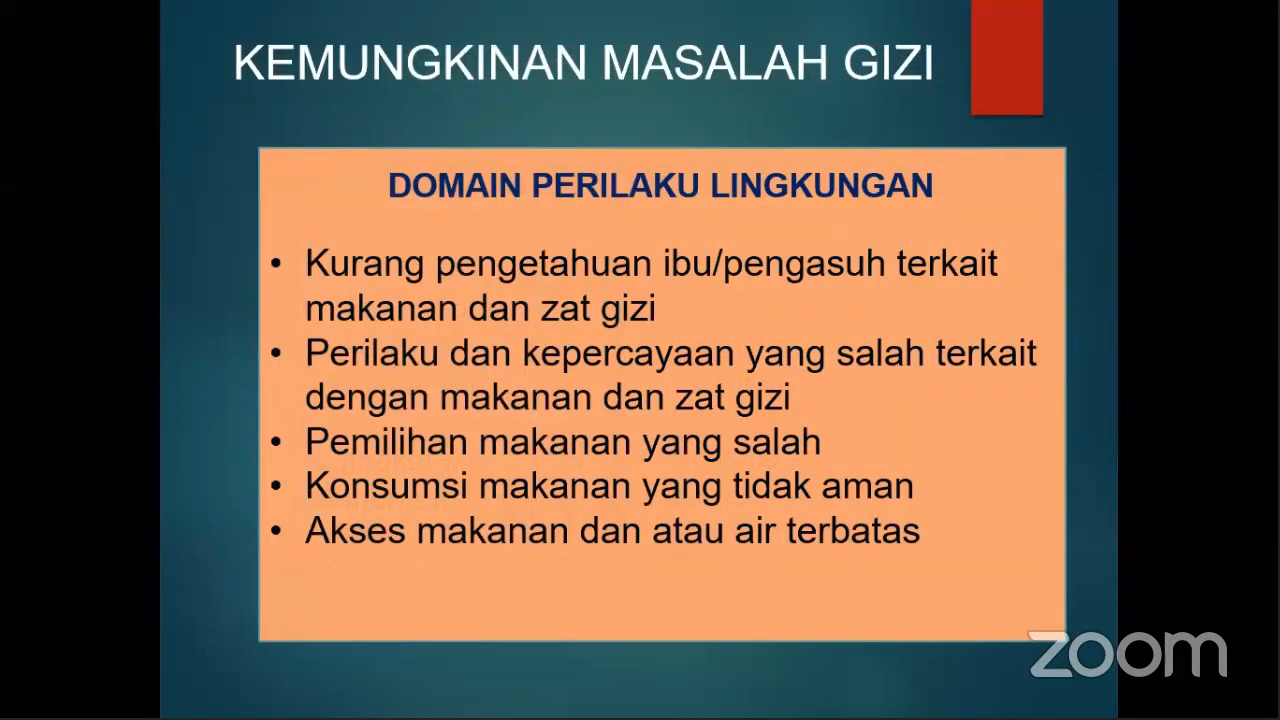 KEMUNGKINAN MASALAH GIZI
DOMAIN PERILAKU LINGKUNGAN
• Kurang pengetahuan ibu/pengasuh terkait
makanan dan zat gizi
• Perilaku dan kepercayaan yang salah terkait
dengan makanan dan zat gizi
• Pemilihan makanan yang salah
• Konsumsi makanan yang tidak aman
• Akses makanan dan atau air terbatas
zoom